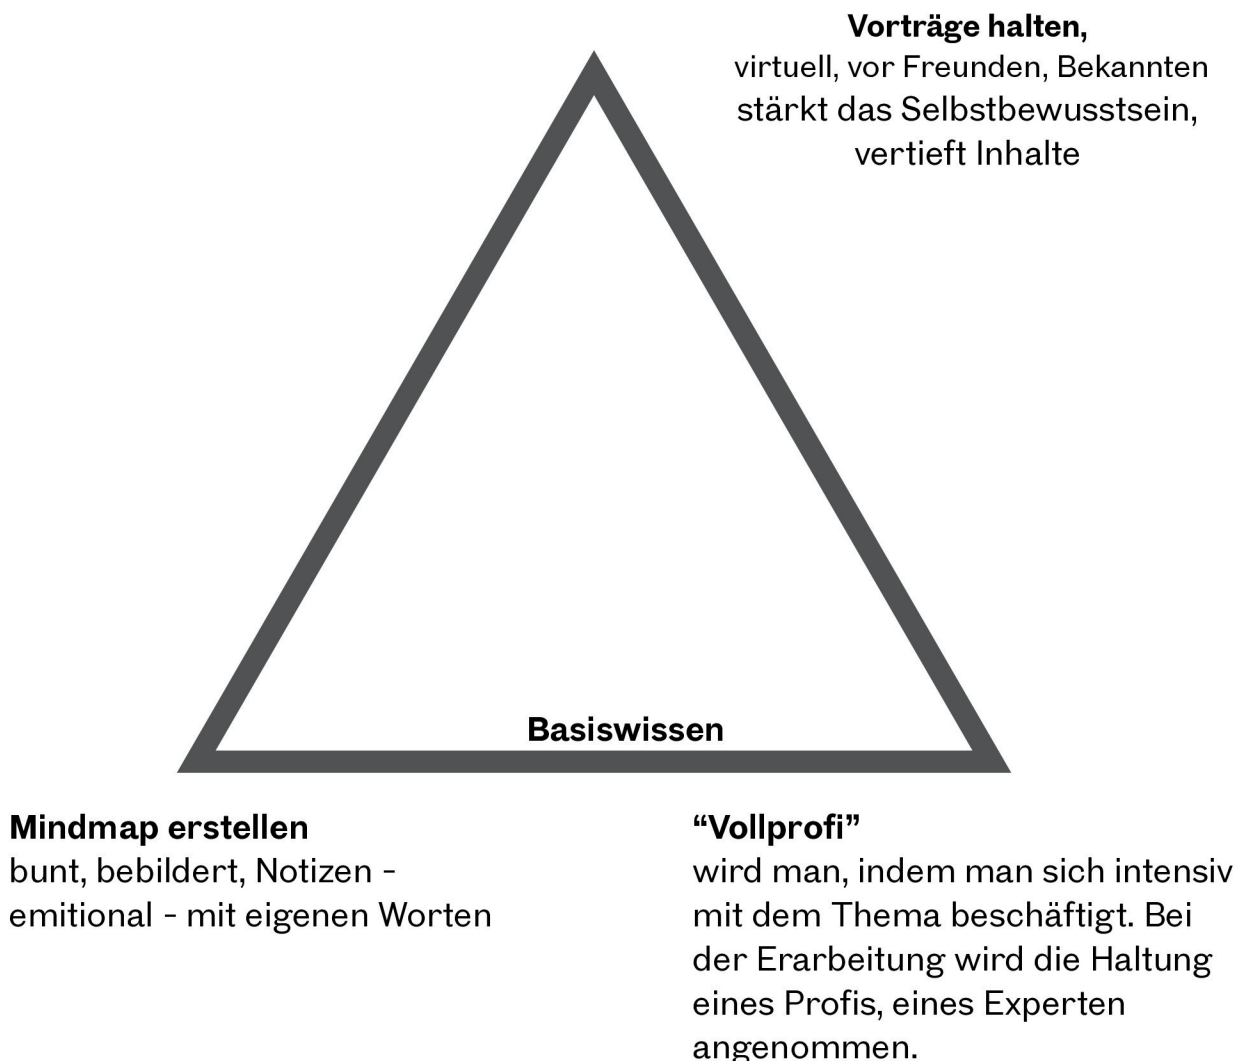 Vorträge halten,
virtuell, vor Freunden, Bekannten
stärkt das Selbstbewusstsein,
vertieft Inhalte
Basiswissen
Mindmap erstellen
bunt, bebildert, Notizen -
emitional - mit eigenen Worten
“Vollprofi”
wird man, indem man sich intensiv
mit dem Thema beschäftigt. Bei
der Erarbeitung wird die Haltung
eines Profis, eines Experten
angenommen.